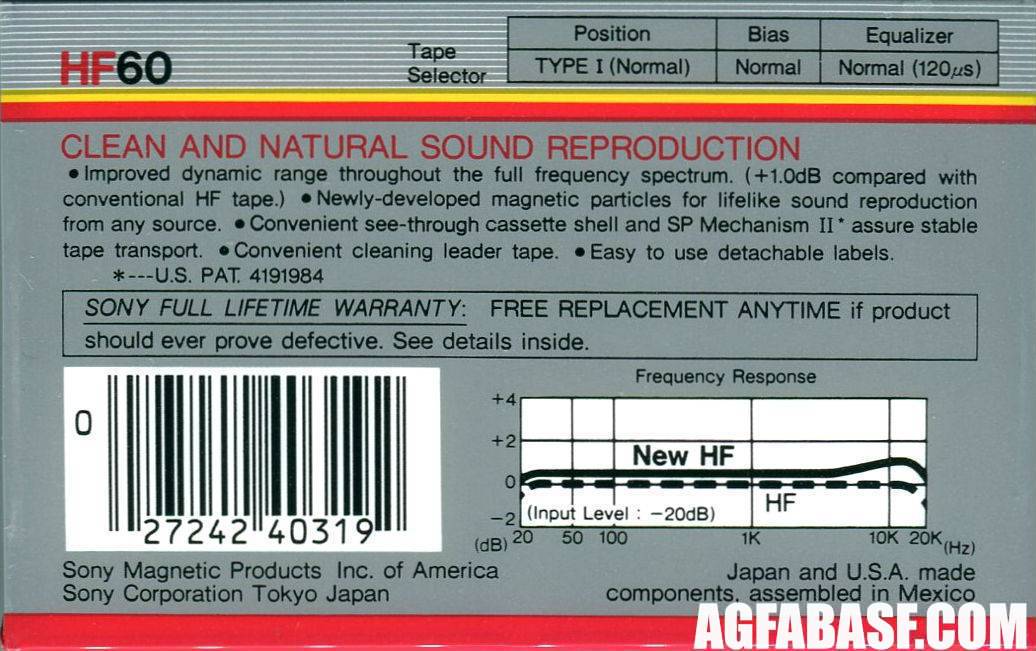 HF60
Tape
Selector
Position Bias Equalizer
TYPE I (Normal) Normal Normal (120µs)
CLEAN AND NATURAL SOUND REPRODUCTION
●Improved dynamic range throughout the full frequency spectrum. (+1.0dB compared with
conventional HF tape.) ●Newly-developed magnetic particles for lifelike sound reproduction
from any source. ●Convenient see-through cassette shell and SP Mechanism II* assure stable
tape transport. ●Convenient cleaning leader tape. ●Easy to use detachable labels.
*---U.S. PAT. 4191984
SONY FULL LIFETIME WARRANTY: FREE REPLACEMENT ANYTIME if product
should ever prove defective. See details inside.
0
27242 40319
Frequency Response
+4
+2
New HF
0
HF
(Input Level : −20dB)
−2
(dB) 20 50 100 1K 10K 20K (Hz)
Sony Magnetic Products Inc. of America
Sony Corporation Tokyo Japan
Japan and U.S.A. made
components, assembled in Mexico
AGFABASF.COM